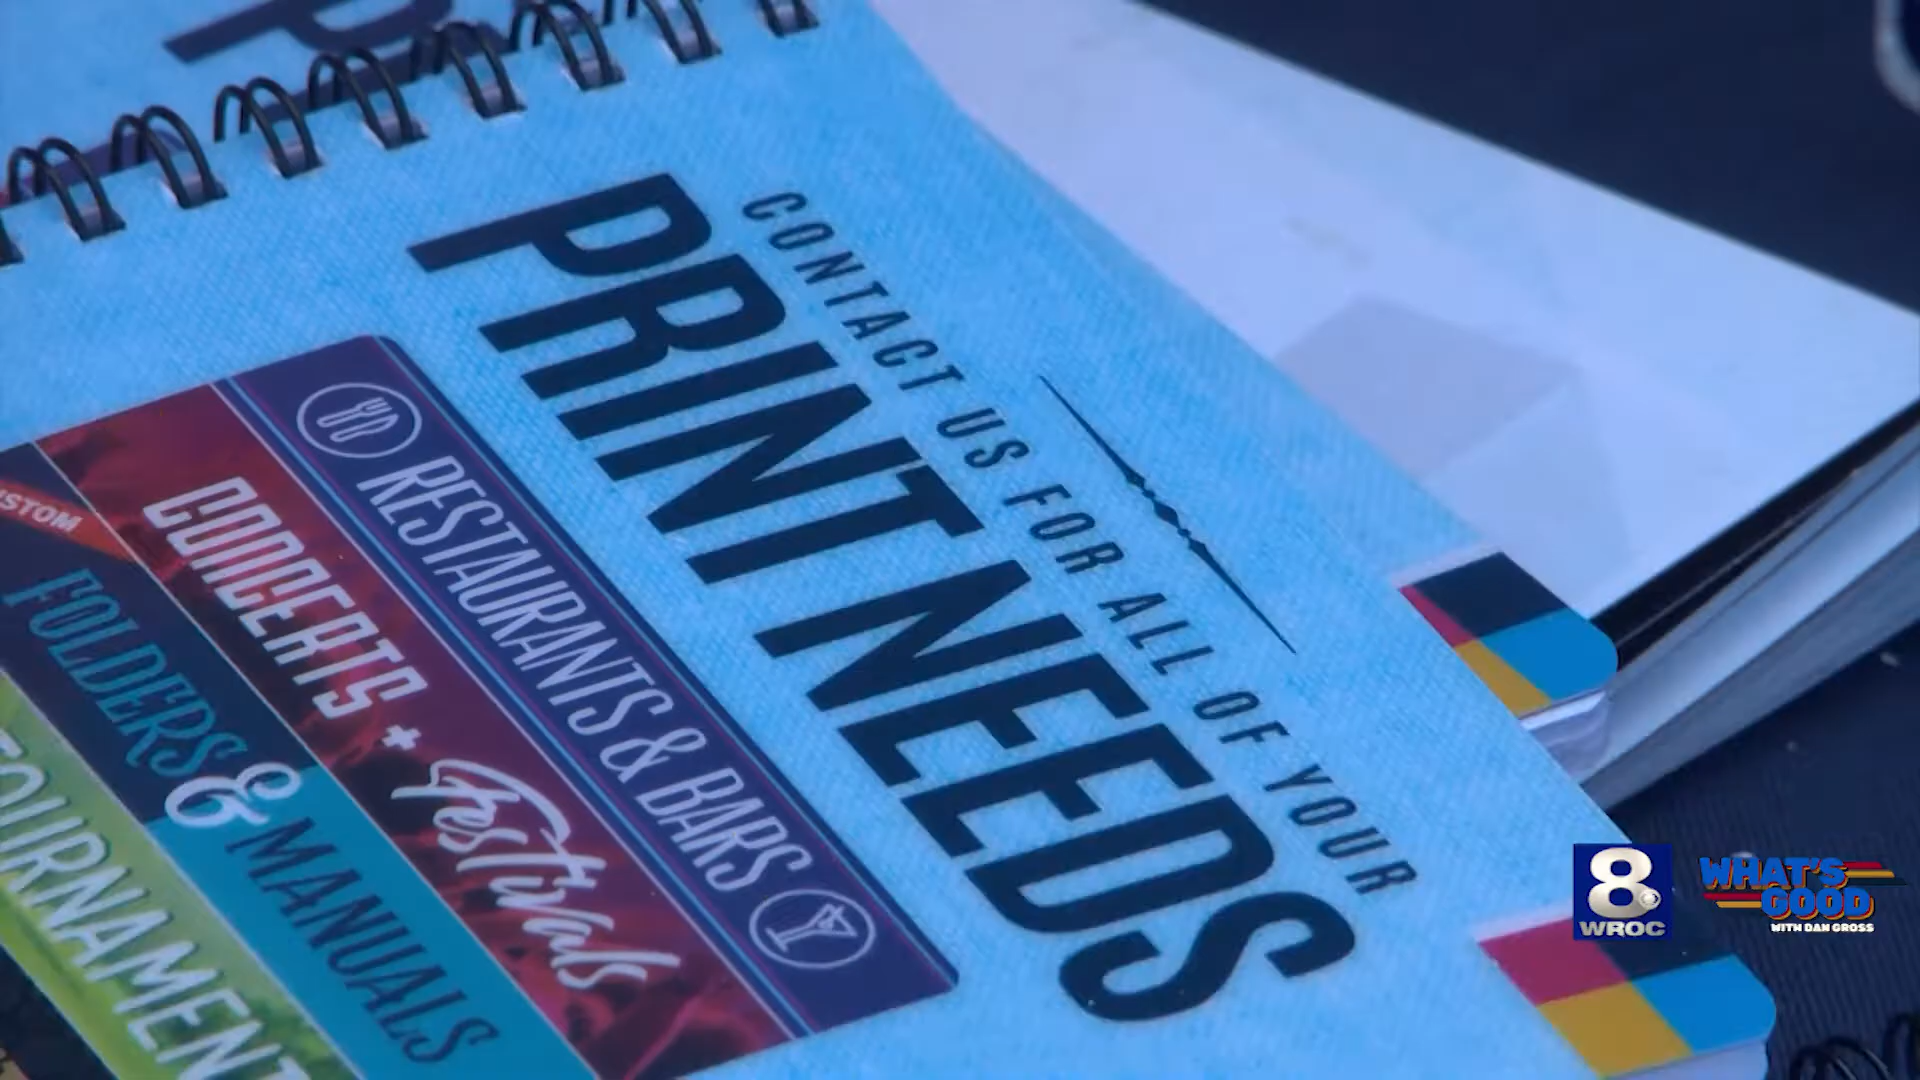 P
CONTACT US FOR ALL OF YOUR
PRINT NEEDS
RESTAURANTS & BARS
CONCERTS +
Festivals
STOM
FOLDERS
& MANUALS
TOURNAMENT
8
WROC
WHAT'S
GOOD
WITH DAN GROSS